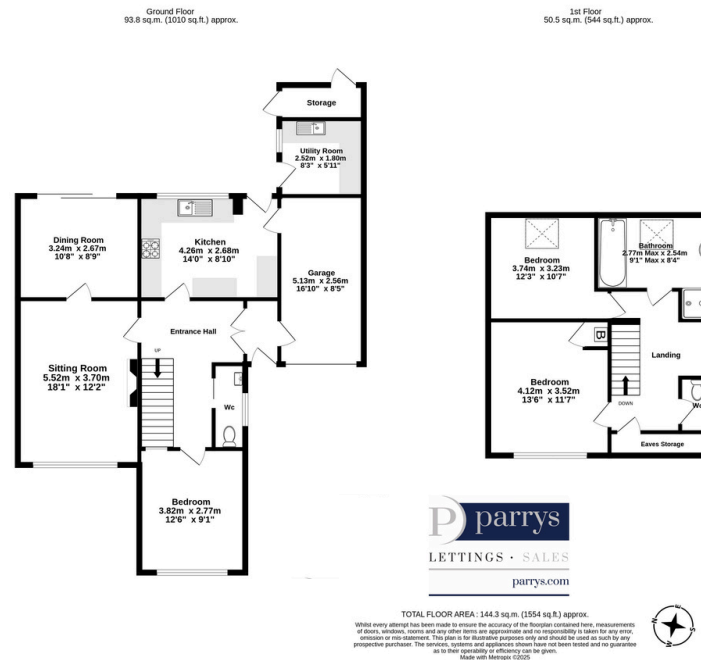 Ground Floor
93.8 sq.m. (1010 sq.ft.) approx.
1st Floor
50.5 sq.m. (544 sq.ft.) approx.
Storage
Utility Room
2.52m x 1.80m
8'3" x 5'11"
Dining Room
3.24m x 2.67m
10'8" x 8'9"
Kitchen
4.26m x 2.68m
14'0" x 8'10"
Garage
5.13m x 2.56m
16'10" x 8'5"
Entrance Hall
UP
Sitting Room
5.52m x 3.70m
18'1" x 12'2"
Wc
Bedroom
3.82m x 2.77m
12'6" x 9'1"
Bedroom
3.74m x 3.23m
12'3" x 10'7"
Bathroom
2.77m Max x 2.54m
9'1" Max x 8'4"
B
Landing
Bedroom
4.12m x 3.52m
13'6" x 11'7"
DOWN
Wc
Eaves Storage
P parrys
LETTINGS · SALES
parrys.com
TOTAL FLOOR AREA : 144.3 sq.m. (1554 sq.ft.) approx.
Whilst every attempt has been made to ensure the accuracy of the floorplan contained here, measurements
of doors, windows, rooms and any other items are approximate and no responsibility is taken for any error,
omission or mis-statement. This plan is for illustrative purposes only and should be used as such by any
prospective purchaser. The services, systems and appliances shown have not been tested and no guarantee
as to their operability or efficiency can be given.
Made with Metropix ©2025
N
E
S
W